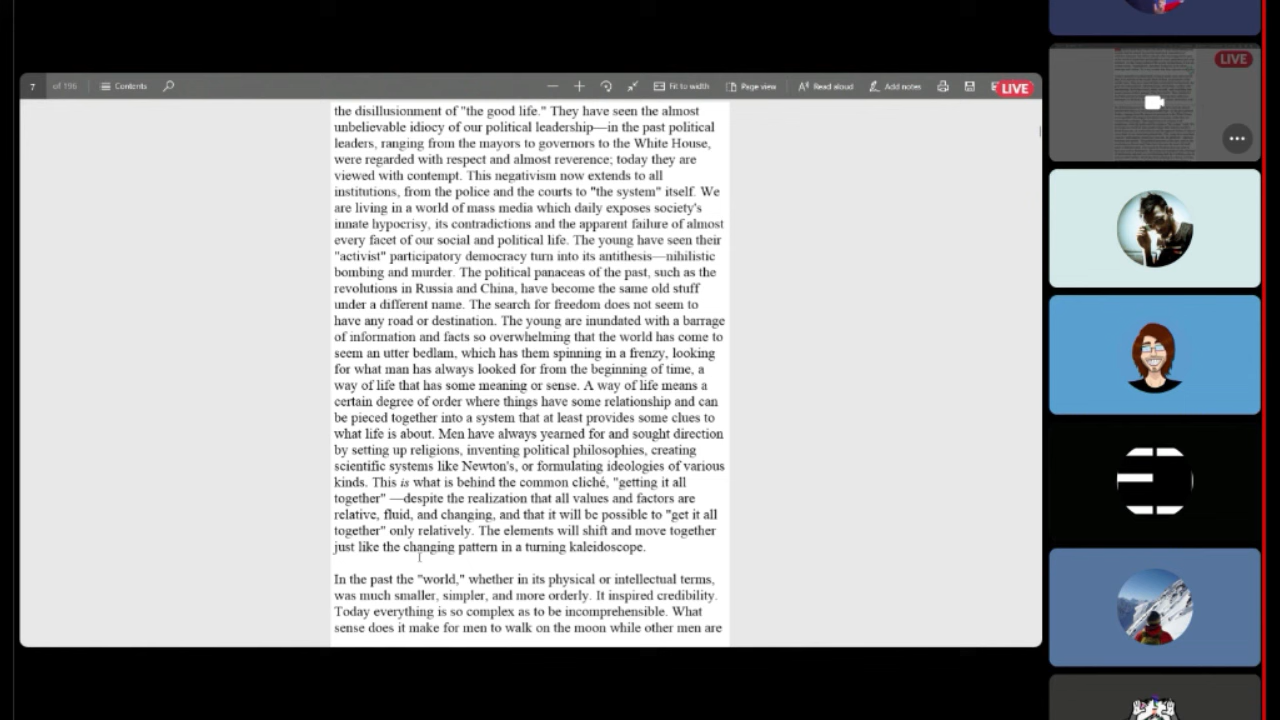 7 of 196 Contents Fit to width Page view Read aloud Add notes LIVE
LIVE
the disillusionment of "the good life." They have seen the almost
unbelievable idiocy of our political leadership—in the past political
leaders, ranging from the mayors to governors to the White House,
were regarded with respect and almost reverence; today they are
viewed with contempt. This negativism now extends to all
institutions, from the police and the courts to "the system" itself. We
are living in a world of mass media which daily exposes society's
innate hypocrisy, its contradictions and the apparent failure of almost
every facet of our social and political life. The young have seen their
"activist" participatory democracy turn into its antithesis—nihilistic
bombing and murder. The political panaceas of the past, such as the
revolutions in Russia and China, have become the same old stuff
under a different name. The search for freedom does not seem to
have any road or destination. The young are inundated with a barrage
of information and facts so overwhelming that the world has come to
seem an utter bedlam, which has them spinning in a frenzy, looking
for what man has always looked for from the beginning of time, a
way of life that has some meaning or sense. A way of life means a
certain degree of order where things have some relationship and can
be pieced together into a system that at least provides some clues to
what life is about. Men have always yearned for and sought direction
by setting up religions, inventing political philosophies, creating
scientific systems like Newton's, or formulating ideologies of various
kinds. This is what is behind the common cliché, "getting it all
together" —despite the realization that all values and factors are
relative, fluid, and changing, and that it will be possible to "get it all
together" only relatively. The elements will shift and move together
just like the changing pattern in a turning kaleidoscope.
In the past the "world," whether in its physical or intellectual terms,
was much smaller, simpler, and more orderly. It inspired credibility.
Today everything is so complex as to be incomprehensible. What
sense does it make for men to walk on the moon while other men are